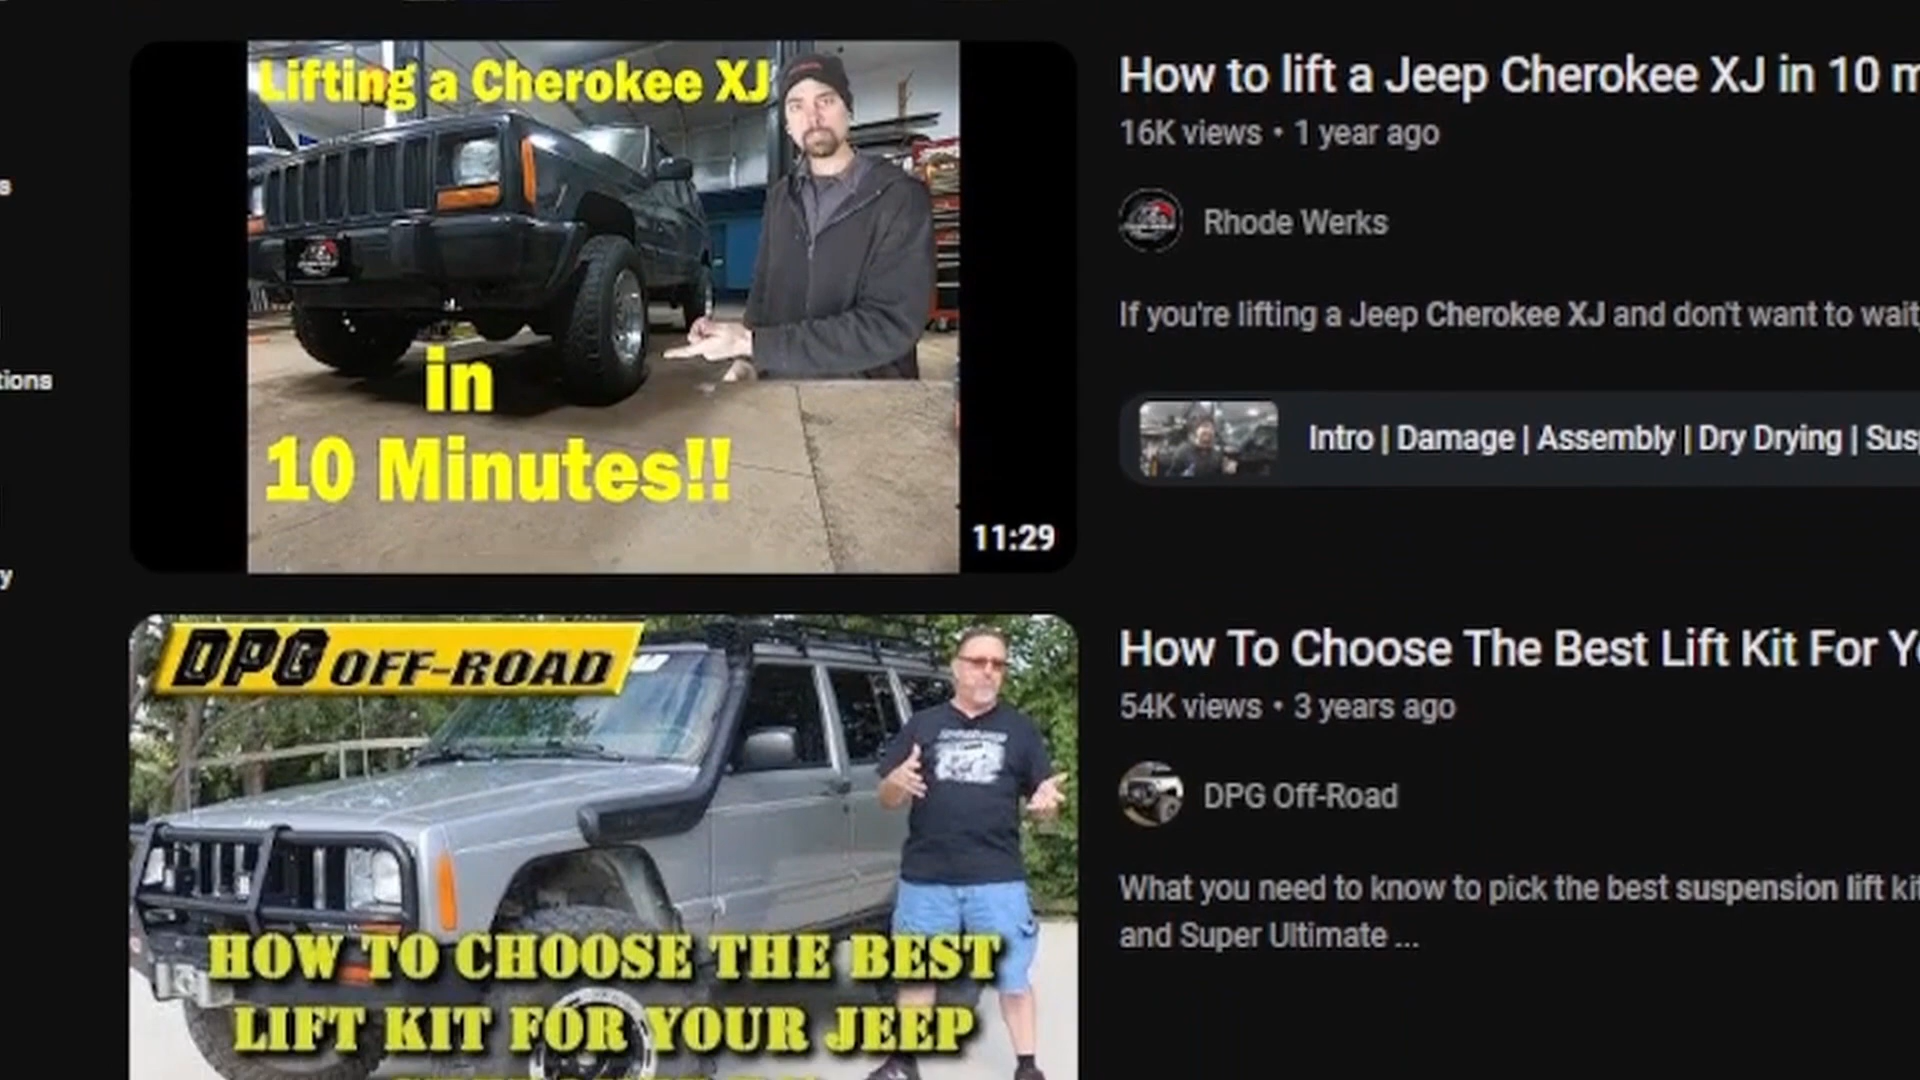 s
tions
y
Lifting a Cherokee XJ
in
10 Minutes!!
11:29
How to lift a Jeep Cherokee XJ in 10 m
16K views • 1 year ago
Rhode Werks
If you're lifting a Jeep Cherokee XJ and don't want to wait
Intro | Damage | Assembly | Dry Drying | Sus
DPG OFF-ROAD
HOW TO CHOOSE THE BEST
LIFT KIT FOR YOUR JEEP
How To Choose The Best Lift Kit For Yo
54K views • 3 years ago
DPG Off-Road
What you need to know to pick the best suspension lift kit
and Super Ultimate ...